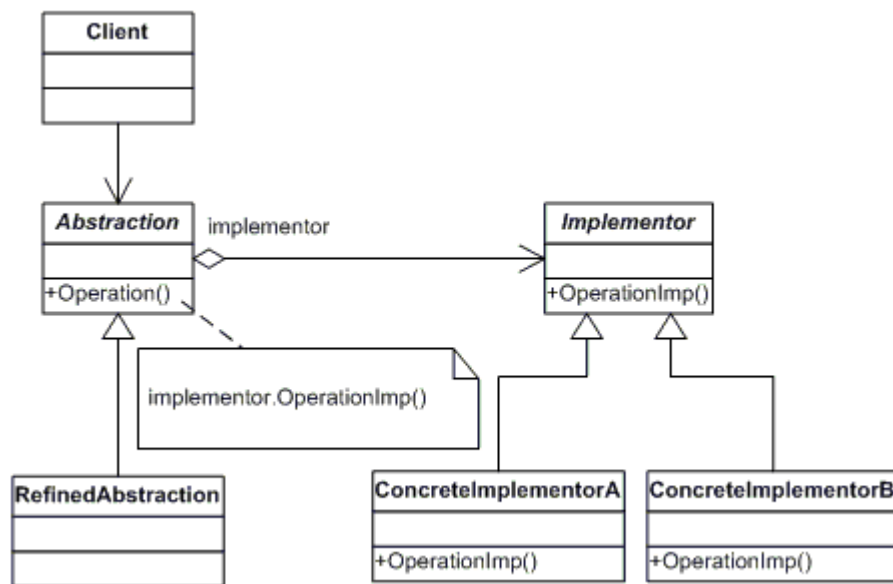 Client
Abstraction
implementor
Implementor
+Operation()
+OperationImp()
implementor.OperationImp()
RefinedAbstraction
ConcreteImplementorA
ConcreteImplementorB
+OperationImp()
+OperationImp()